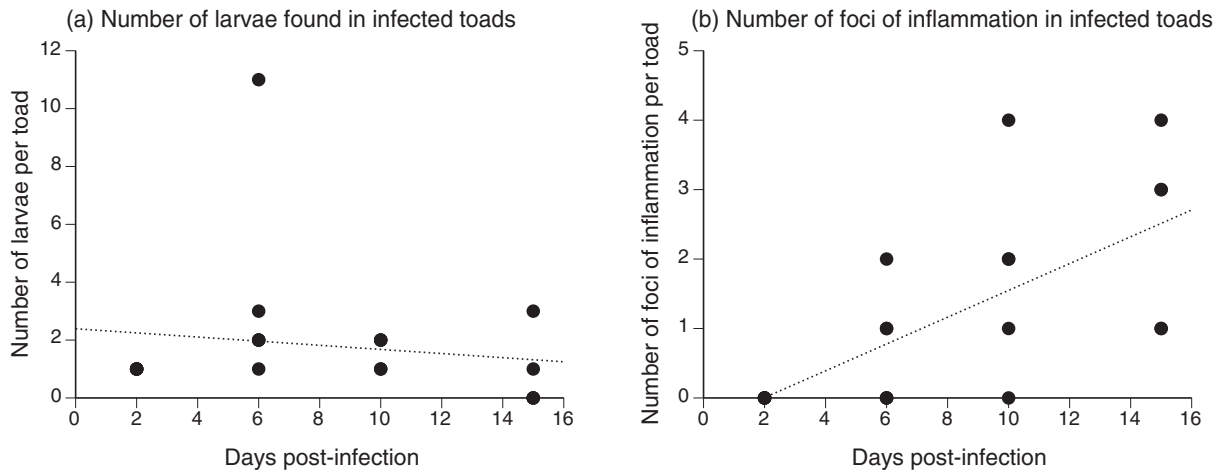 (a) Number of larvae found in infected toads
Number of larvae per toad
12
10
8
6
4
2
0
0 2 4 6 8 10 12 14 16
Days post-infection
(b) Number of foci of inflammation in infected toads
Number of foci of inflammation per toad
5
4
3
2
1
0
0 2 4 6 8 10 12 14 16
Days post-infection